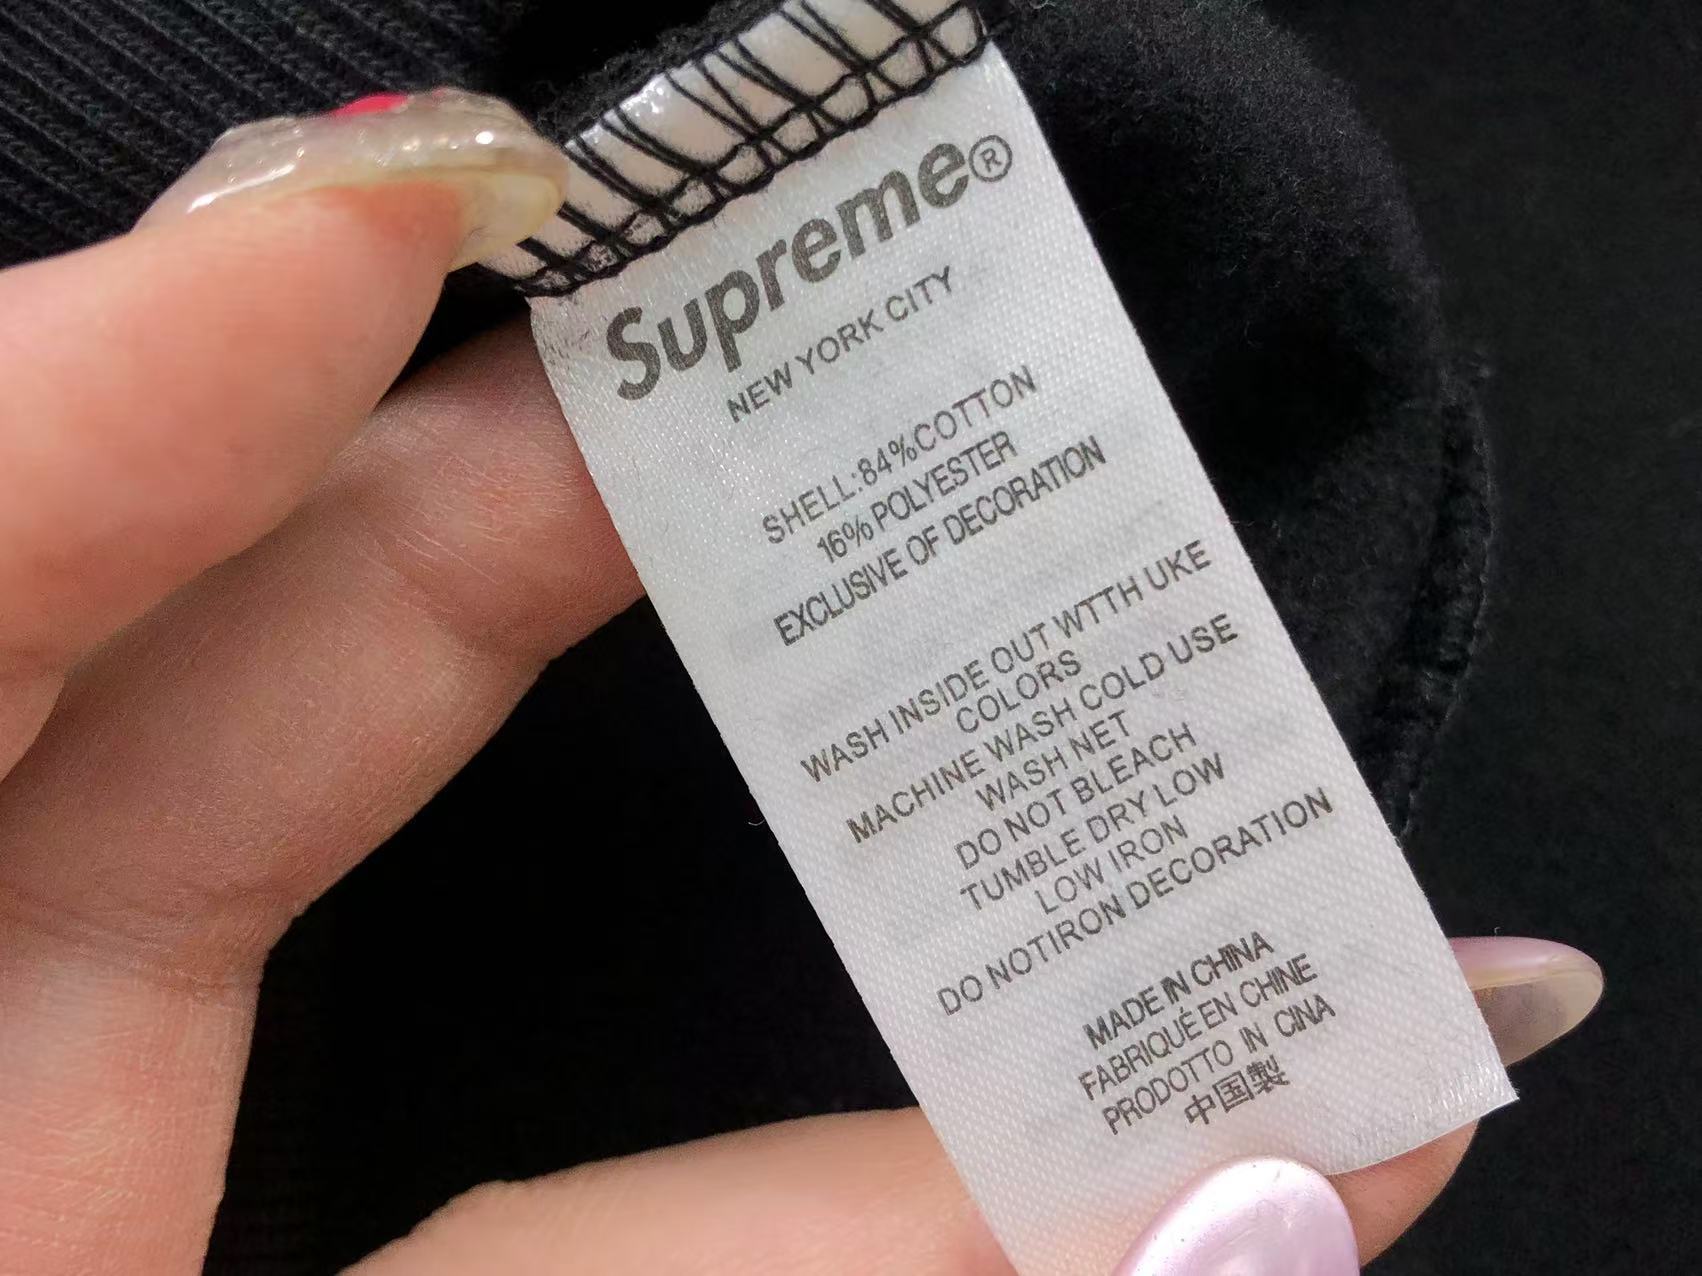 Supreme®
NEW YORK CITY
SHELL:84%COTTON
16% POLYESTER
EXCLUSIVE OF DECORATION
WASH INSIDE OUT WTTH UKE
COLORS
MACHINE WASH COLD USE
WASH NET
DO NOT BLEACH
TUMBLE DRY LOW
LOW IRON
DO NOTIRON DECORATION
MADE IN CHINA
FABRIQUÉ EN CHINE
PRODOTTO IN CINA
中国製